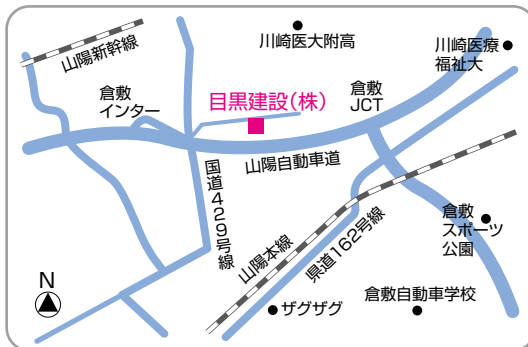 山陽新幹線
川崎医大附高
川崎医療
福祉大
倉敷
インター
目黒建設(株)
倉敷
JCT
山陽自動車道
国道429号線
山陽本線
県道162号線
倉敷
スポーツ
公園
N
ザグザグ
倉敷自動車学校